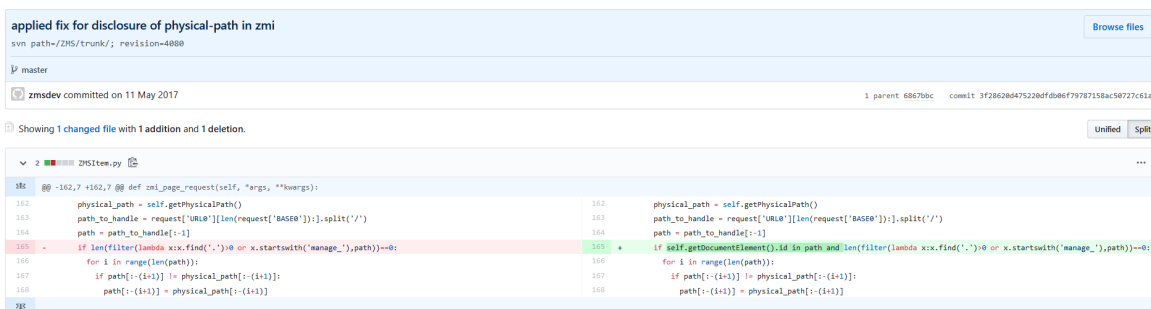 applied fix for disclosure of physical-path in zmi
Browse files
svn path=/ZMS/trunk/; revision=4080
master
zmsdev committed on 11 May 2017
1 parent 6867bbc commit 3f28620d475220dfdb06f79787158ac50727c61a
Showing 1 changed file with 1 addition and 1 deletion.
Unified Split
2 ZMSItem.py
@@ -162,7 +162,7 @@ def zmi_page_request(self, *args, **kwargs):
162 physical_path = self.getPhysicalPath() 162 physical_path = self.getPhysicalPath()
163 path_to_handle = request['URL0'][len(request['BASE0']):].split('/') 163 path_to_handle = request['URL0'][len(request['BASE0']):].split('/')
164 path = path_to_handle[:-1] 164 path = path_to_handle[:-1]
165 - if len(filter(lambda x:x.find('.')>0 or x.startswith('manage_'),path))==0: 165 + if self.getDocumentElement().id in path and len(filter(lambda x:x.find('.')>0 or x.startswith('manage_'),path))==0:
166 for i in range(len(path)): 166 for i in range(len(path)):
167 if path[:-(i+1)] != physical_path[:-(i+1)]: 167 if path[:-(i+1)] != physical_path[:-(i+1)]:
168 path[:-(i+1)] = physical_path[:-(i+1)] 168 path[:-(i+1)] = physical_path[:-(i+1)]